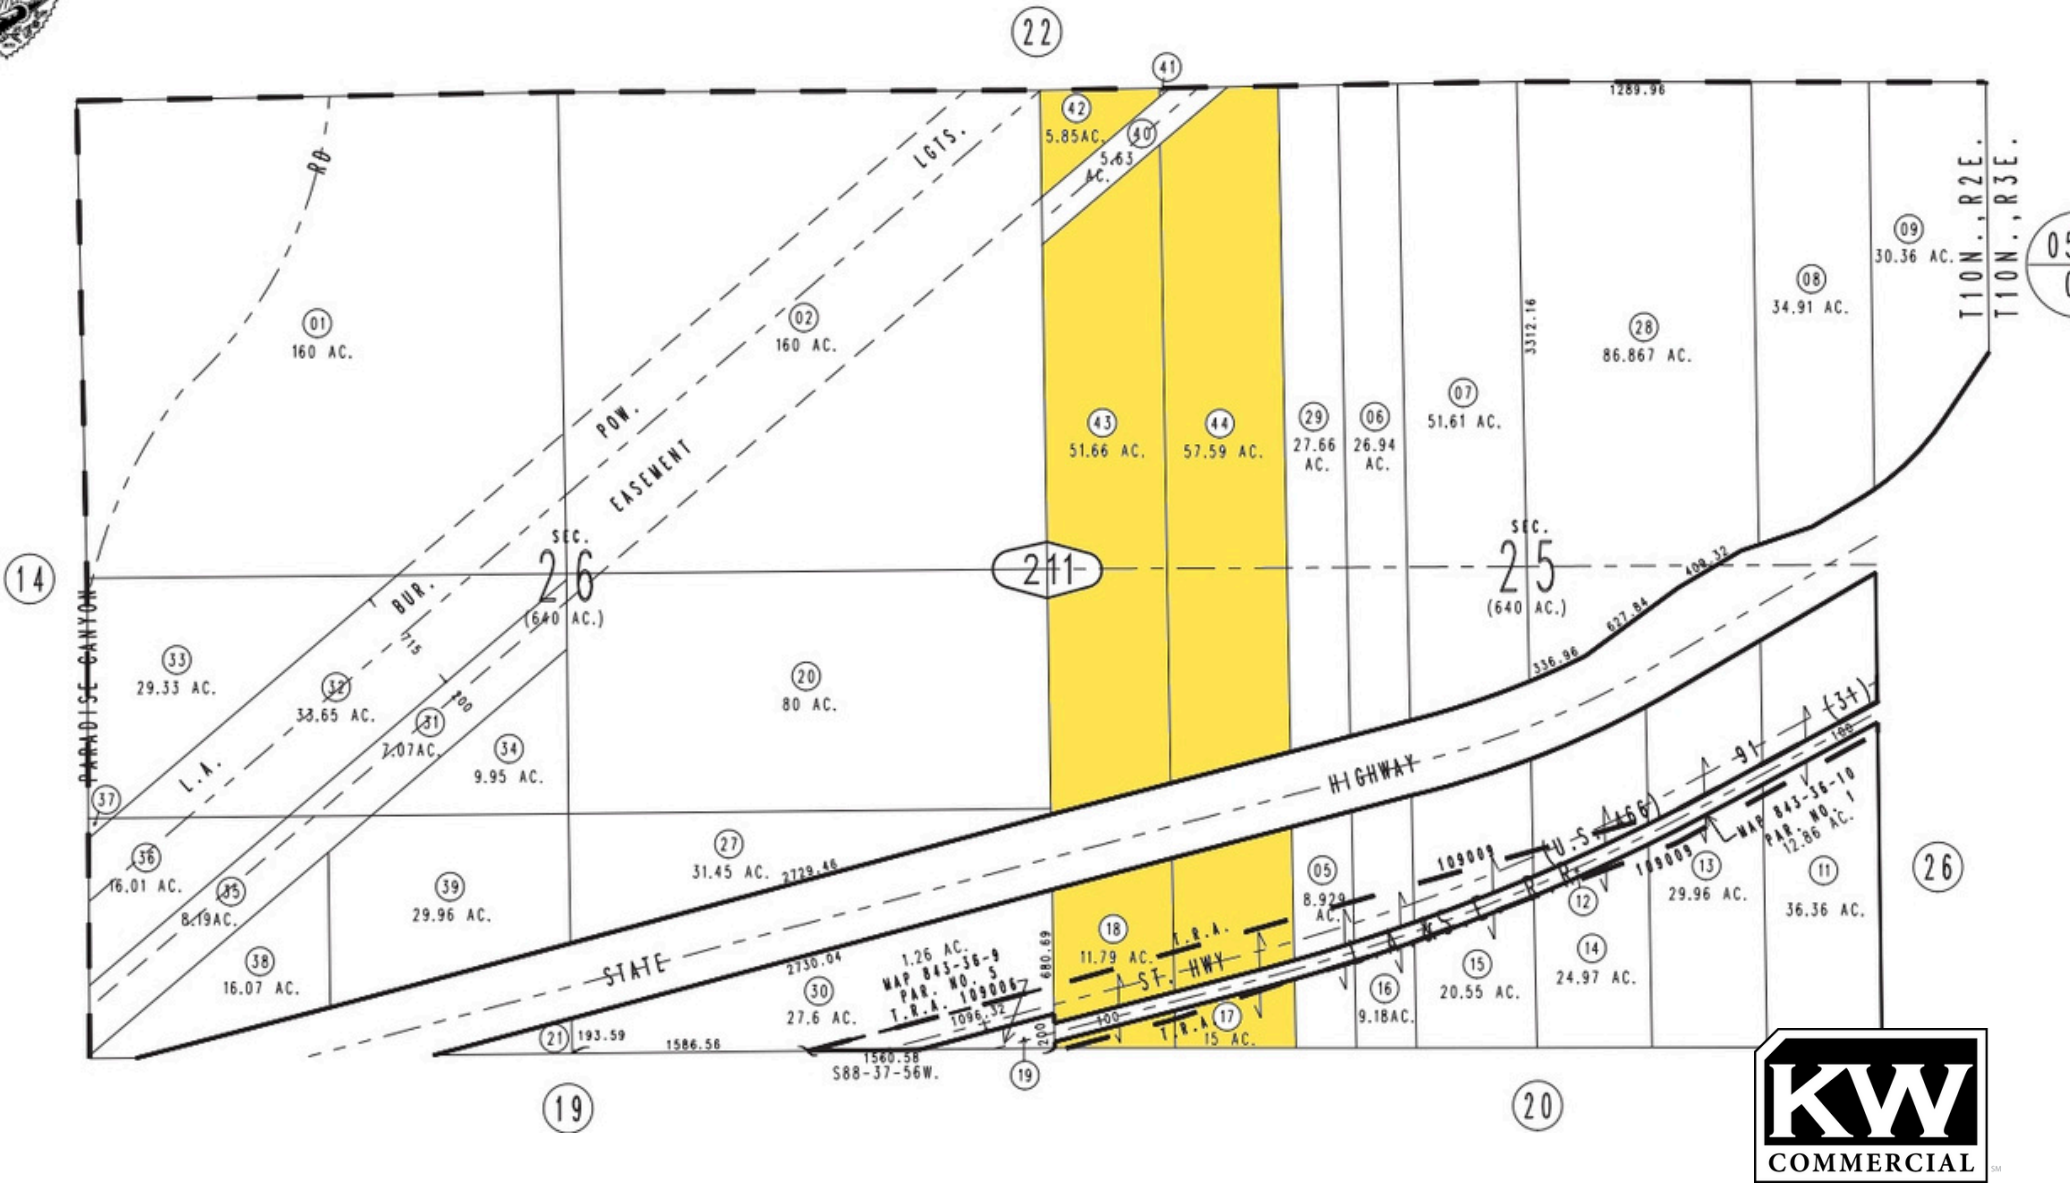 22
41
1289.96
42
5.85AC.
40
5.63
AC.
LGTS.
RD
T10N.,R2E.
T10N.,R3E.
09
30.36 AC.
08
34.91 AC.
01
160 AC.
02
160 AC.
3312.16
28
86.867 AC.
07
51.61 AC.
43
51.66 AC.
44
57.59 AC.
29
27.66
AC.
06
26.94
AC.
POW.
EASEMENT
SEC.
26
(640 AC.)
211
SEC.
25
(640 AC.)
14
PARADISE CANYON
BUR.
715
200
409.32
627.84
336.96
33
29.33 AC.
32
33.65 AC.
31
7.07AC.
34
9.95 AC.
20
80 AC.
L.A.
37
36
16.01 AC.
35
8.19AC.
39
29.96 AC.
38
16.07 AC.
27
31.45 AC.
2729.46
STATE
HIGHWAY
2730.04
91
(31)
100
(U.S. 466)
109009
109009
MAP 843-36-10
PAR. NO. 1
12.86 AC.
05
8.929
AC.
18
11.79 AC.
T.R.A.
ST. HWY
680.69
1.26 AC.
MAP 843-36-9
PAR. NO. 5
T.R.A. 109006
1096.32
30
27.6 AC.
21
193.59
1586.56
1560.58
S88-37-56W.
200
19
100
T.R.A.
17
15 AC.
R.R.
16
9.18AC.
15
20.55 AC.
12
14
24.97 AC.
13
29.96 AC.
11
36.36 AC.
26
19
20
KW
COMMERCIAL
SM